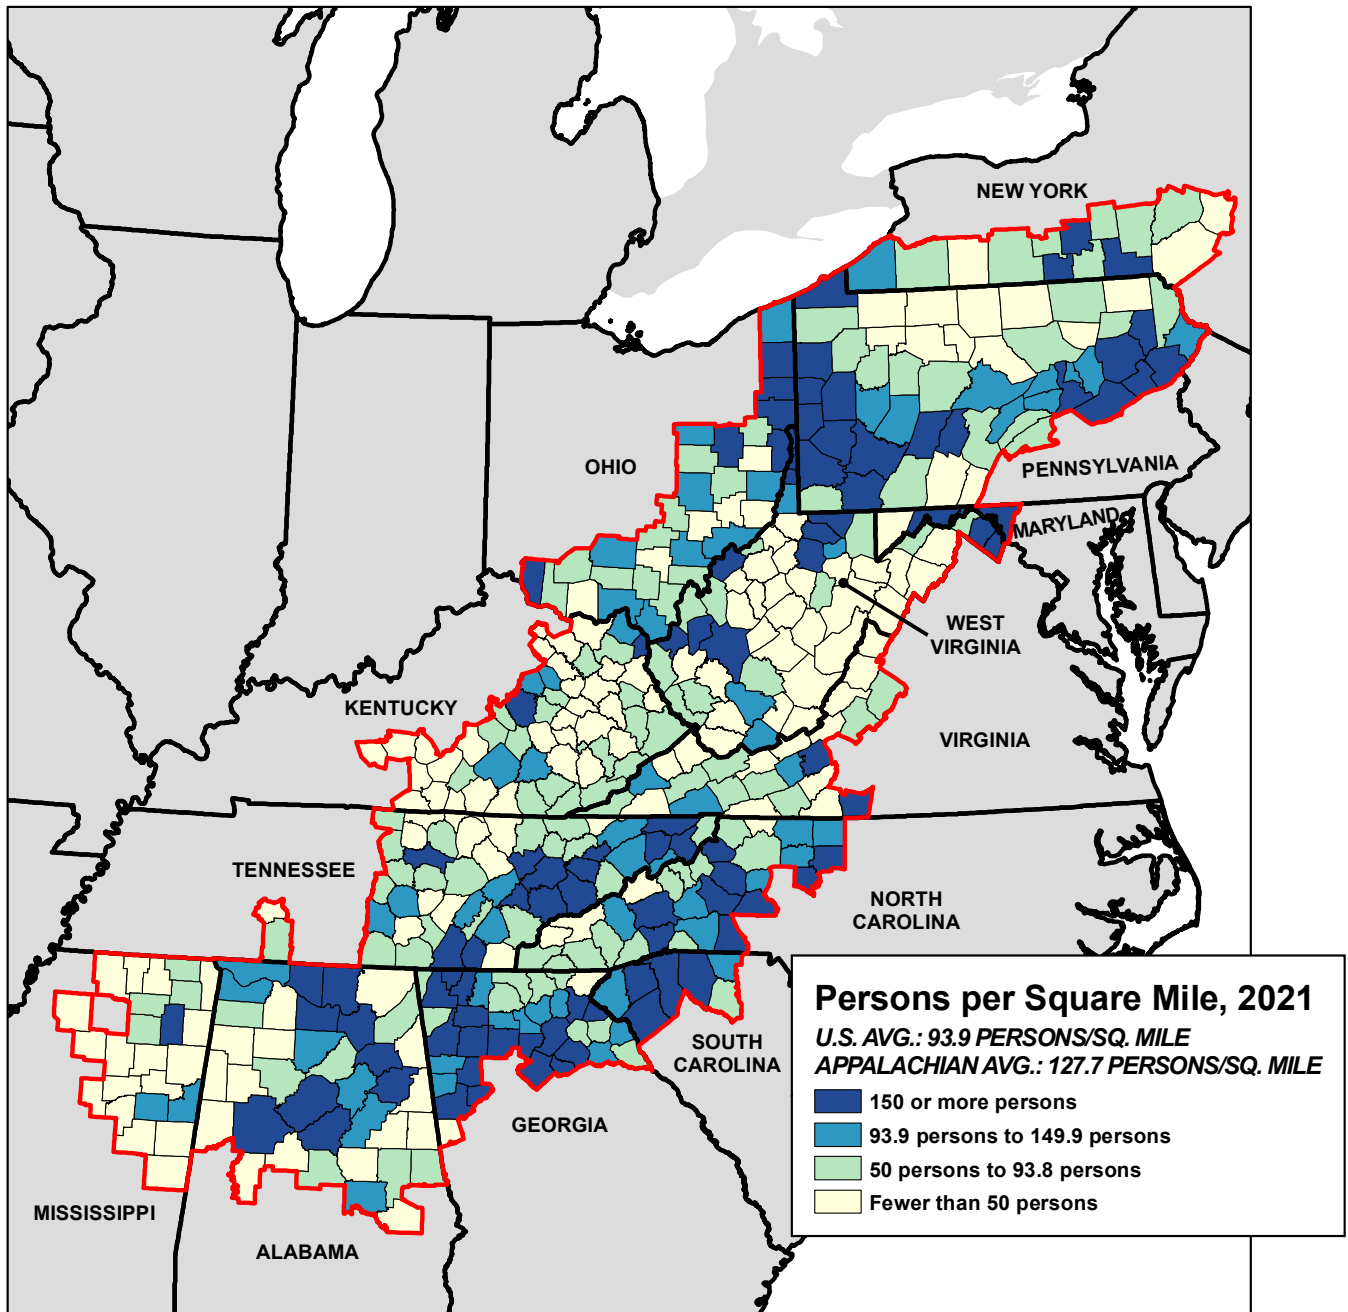 NEW YORK
OHIO
PENNSYLVANIA
MARYLAND
WEST
VIRGINIA
KENTUCKY
VIRGINIA
TENNESSEE
NORTH
CAROLINA
SOUTH
CAROLINA
GEORGIA
MISSISSIPPI
ALABAMA
Persons per Square Mile, 2021
U.S. AVG.: 93.9 PERSONS/SQ. MILE
APPALACHIAN AVG.: 127.7 PERSONS/SQ. MILE
150 or more persons
93.9 persons to 149.9 persons
50 persons to 93.8 persons
Fewer than 50 persons